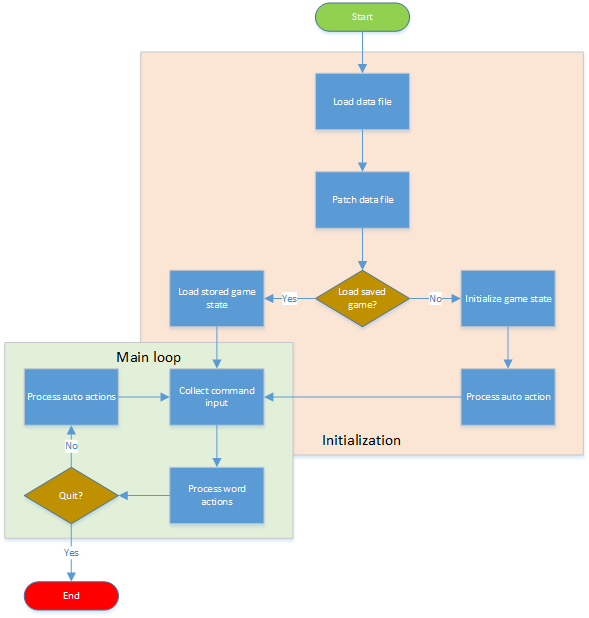 Start
Load data file
Patch data file
Load saved
game?
Yes
No
Load stored game
state
Initialize game state
Main loop
Process auto actions
Collect command
input
Process auto action
Initialization
No
Quit?
Process word
actions
Yes
End